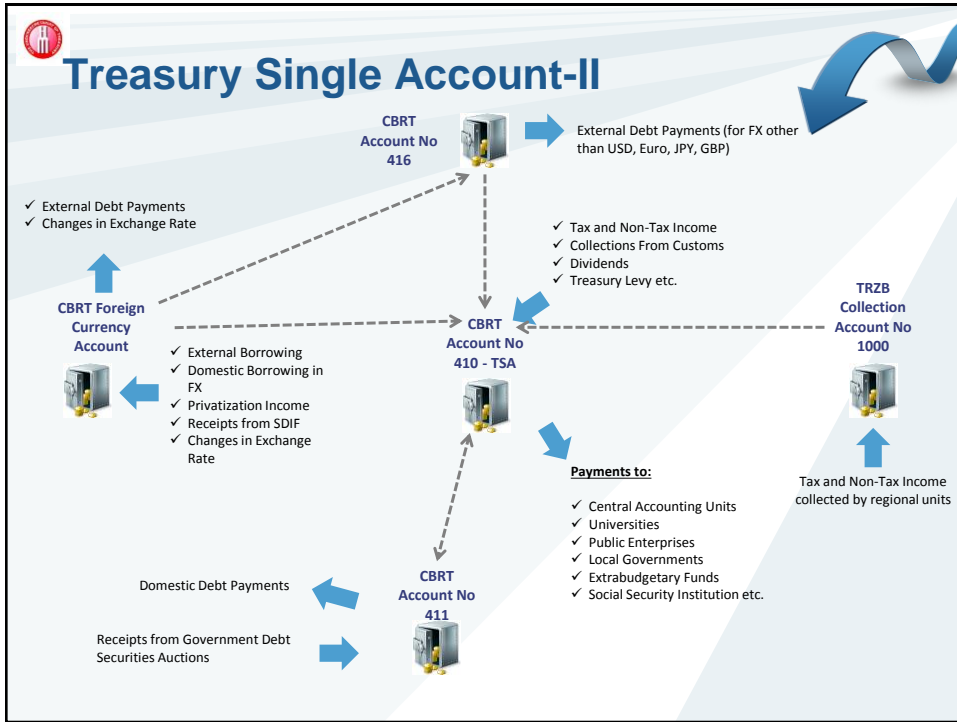 Treasury Single Account-II
CBRT
Account No
416
External Debt Payments (for FX other
than USD, Euro, JPY, GBP)
✓ External Debt Payments
✓ Changes in Exchange Rate
✓ Tax and Non-Tax Income
✓ Collections From Customs
✓ Dividends
✓ Treasury Levy etc.
CBRT Foreign
Currency
Account
CBRT
Account No
410 - TSA
TRZB
Collection
Account No
1000
✓ External Borrowing
✓ Domestic Borrowing in
FX
✓ Privatization Income
✓ Receipts from SDIF
✓ Changes in Exchange
Rate
Payments to:
✓ Central Accounting Units
✓ Universities
✓ Public Enterprises
✓ Local Governments
✓ Extrabudgetary Funds
✓ Social Security Institution etc.
Tax and Non-Tax Income
collected by regional units
Domestic Debt Payments
CBRT
Account No
411
Receipts from Government Debt
Securities Auctions